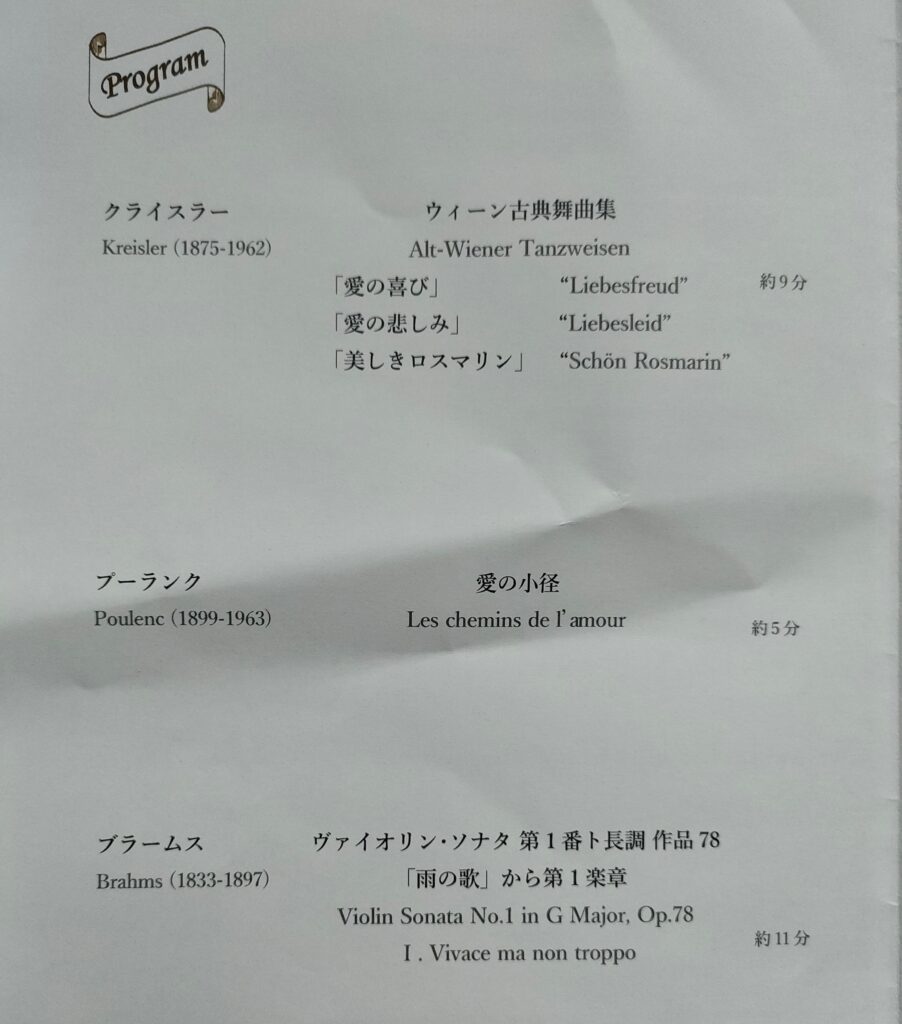 Program
クライスラー ウィーン古典舞曲集
Kreisler (1875-1962) Alt-Wiener Tanzweisen
「愛の喜び」 “Liebesfreud” 約9分
「愛の悲しみ」 “Liebesleid”
「美しきロスマリン」 “Schön Rosmarin”
プーランク 愛の小径
Poulenc (1899-1963) Les chemins de l’amour 約5分
ブラームス ヴァイオリン・ソナタ 第1番ト長調 作品78
Brahms (1833-1897) 「雨の歌」から第1楽章
Violin Sonata No.1 in G Major, Op.78
I . Vivace ma non troppo 約11分